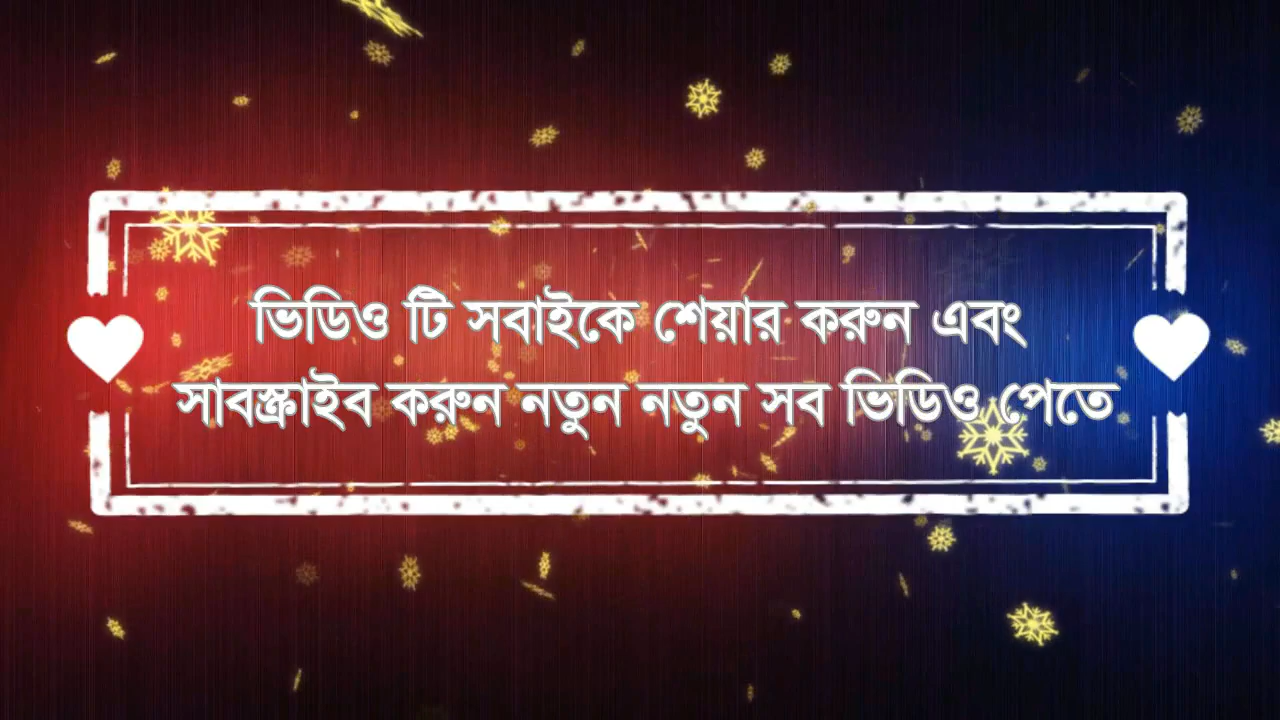 ভিডিও টি সবাইকে শেয়ার করুন এবং
সাবস্ক্রাইব করুন নতুন নতুন সব ভিডিও পেতে